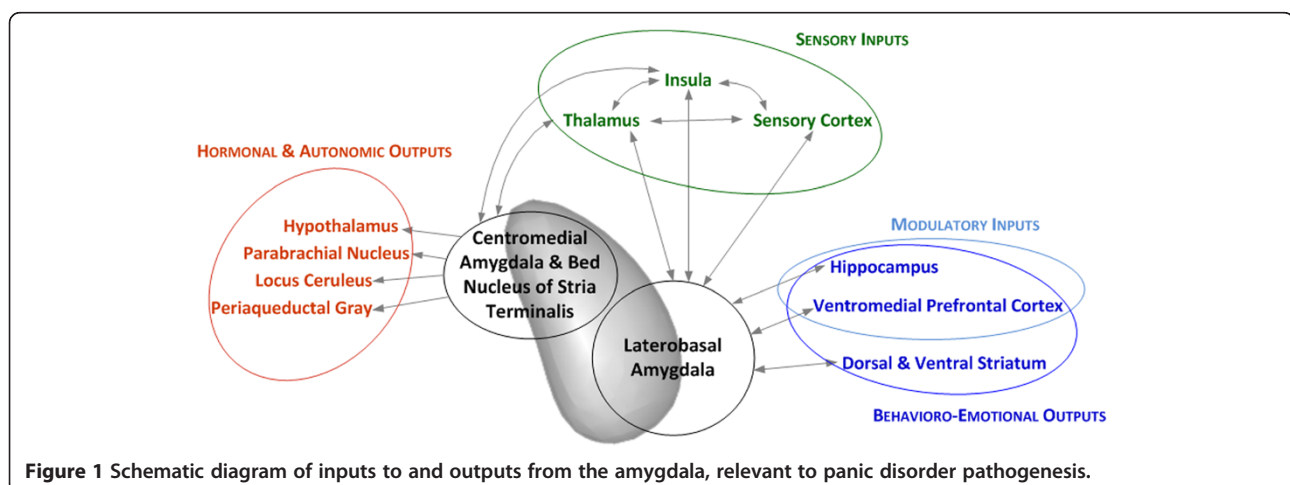 SENSORY INPUTS
Insula
Thalamus
Sensory Cortex
HORMONAL & AUTONOMIC OUTPUTS
Hypothalamus
Parabrachial Nucleus
Locus Ceruleus
Periaqueductal Gray
Centromedial
Amygdala & Bed
Nucleus of Stria
Terminalis
Laterobasal
Amygdala
MODULATORY INPUTS
Hippocampus
Ventromedial Prefrontal Cortex
Dorsal & Ventral Striatum
BEHAVIORO-EMOTIONAL OUTPUTS
Figure 1 Schematic diagram of inputs to and outputs from the amygdala, relevant to panic disorder pathogenesis.